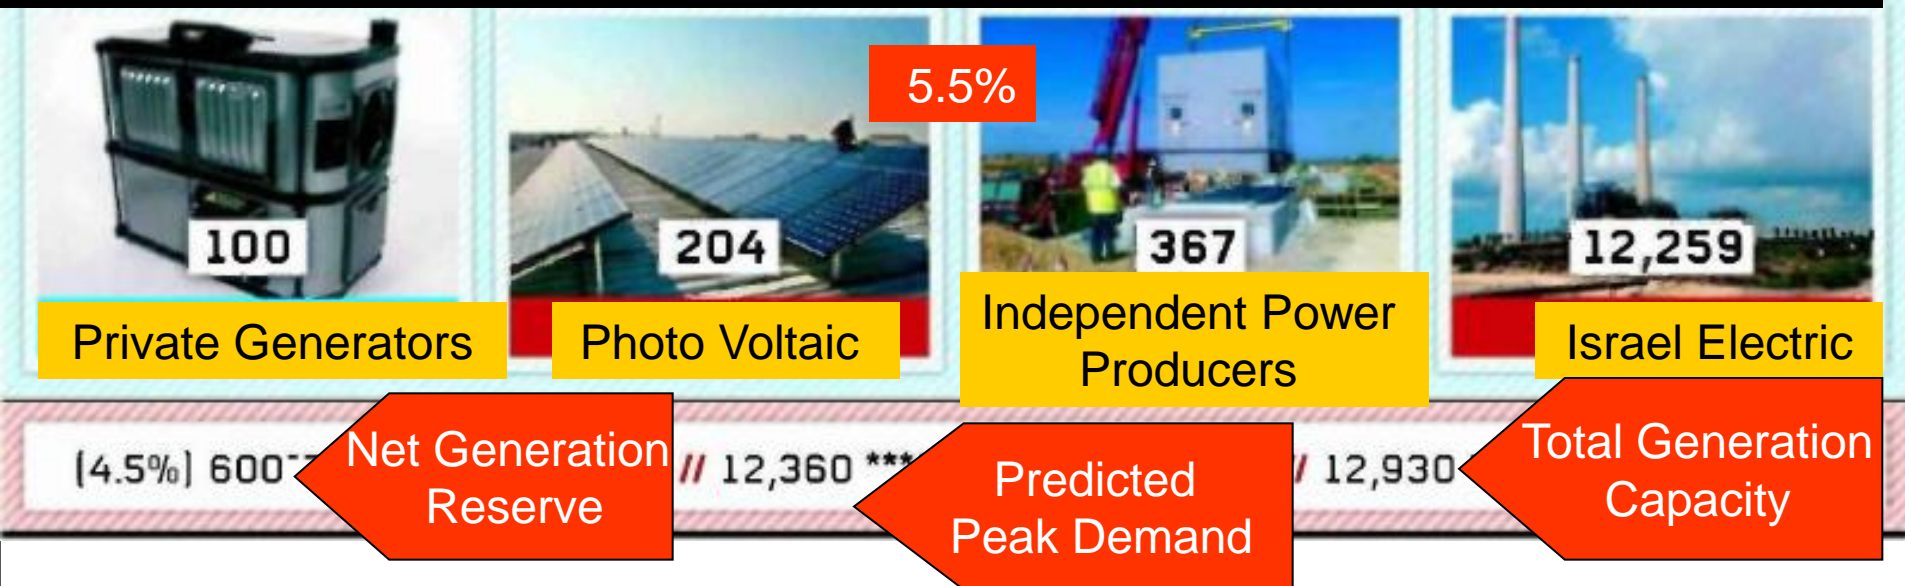 5.5%
100
204
367
12,259
Private Generators
Photo Voltaic
Independent Power
Producers
Israel Electric
(4.5%) 600
Net Generation
Reserve
// 12,360 ***
Predicted
Peak Demand
// 12,930
Total Generation
Capacity